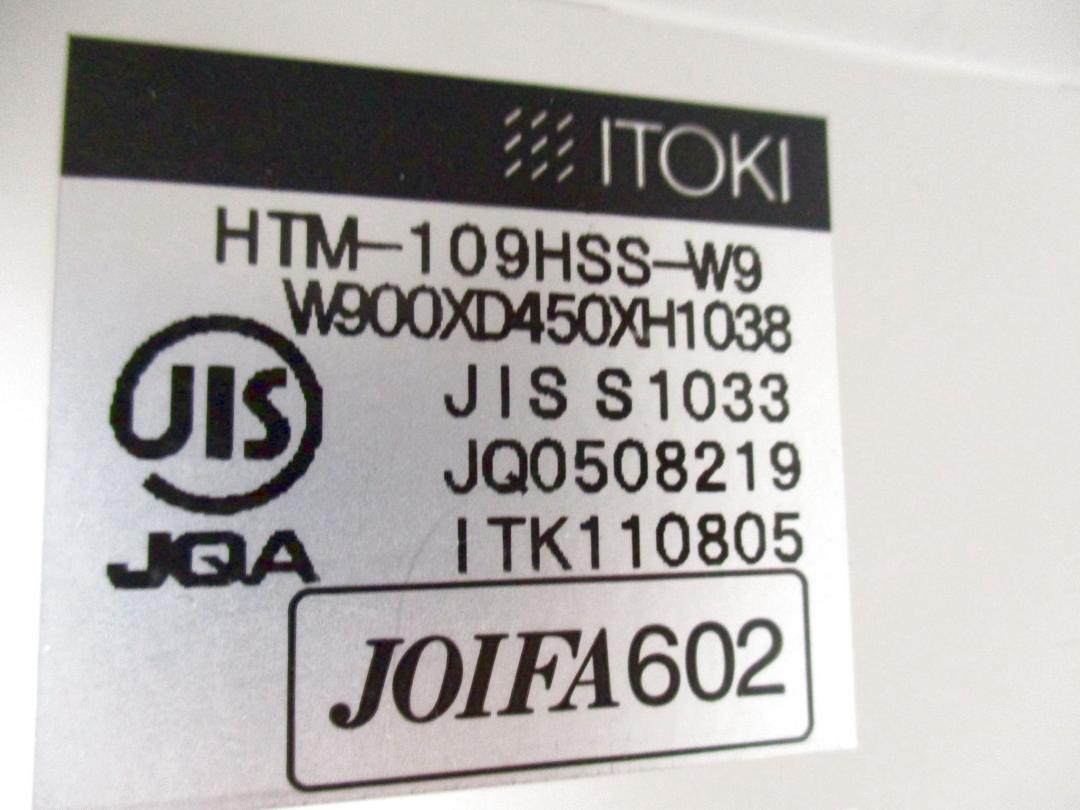 ITOKI
HTM-109HSS-W9
W900XD450XH1038
JIS
JIS S1033
JQ0508219
JQA
ITK110805
JOIFA602